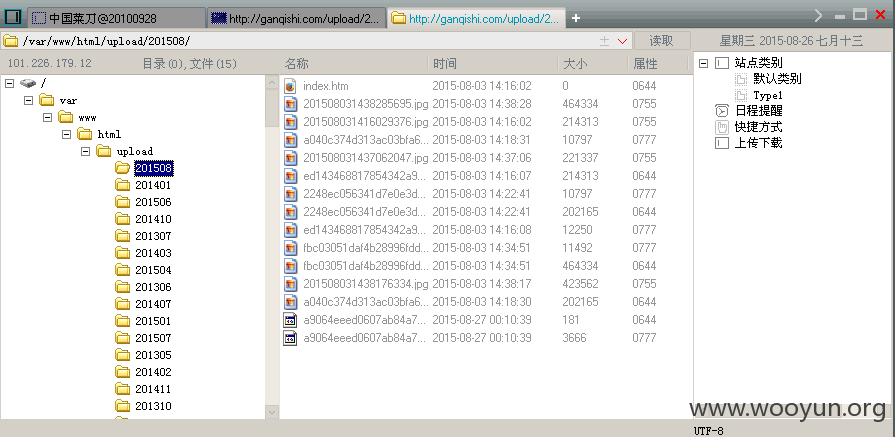 中国菜刀@20100928 http://ganqishi.com/upload/2... http://ganqishi.com/upload/2...
/var/www/html/upload/201508/ 读取 星期三 2015-08-26 七月十三
101.226.179.12 目录(0),文件(15) 名称 时间 大小 属性
/
var
www
html
upload
201508
201401
201506
201410
201307
201403
201504
201306
201407
201501
201507
201305
201402
201411
201310
index.htm 2015-08-03 14:16:02 0 0644
201508031438285695.jpg 2015-08-03 14:38:28 464334 0755
201508031416029376.jpg 2015-08-03 14:16:02 214313 0755
a040c374d313ac03bfa6... 2015-08-03 14:18:31 10797 0777
201508031437062047.jpg 2015-08-03 14:37:06 221337 0755
ed143468817854342a9... 2015-08-03 14:16:07 214313 0644
2248ec056341d7e0e3d... 2015-08-03 14:22:41 10797 0777
2248ec056341d7e0e3d... 2015-08-03 14:22:41 202165 0644
ed143468817854342a9... 2015-08-03 14:16:08 12250 0777
fbc03051daf4b28996fdd... 2015-08-03 14:34:51 11492 0777
fbc03051daf4b28996fdd... 2015-08-03 14:34:51 464334 0644
201508031438176334.jpg 2015-08-03 14:38:17 423562 0755
a040c374d313ac03bfa6... 2015-08-03 14:18:30 202165 0644
a9064eeed0607ab84a7... 2015-08-27 00:10:39 181 0644
a9064eeed0607ab84a7... 2015-08-27 00:10:39 3666 0777
站点类别
默认类别
Type1
日程提醒
快捷方式
上传下载
www.wooyun.org
UTF-8